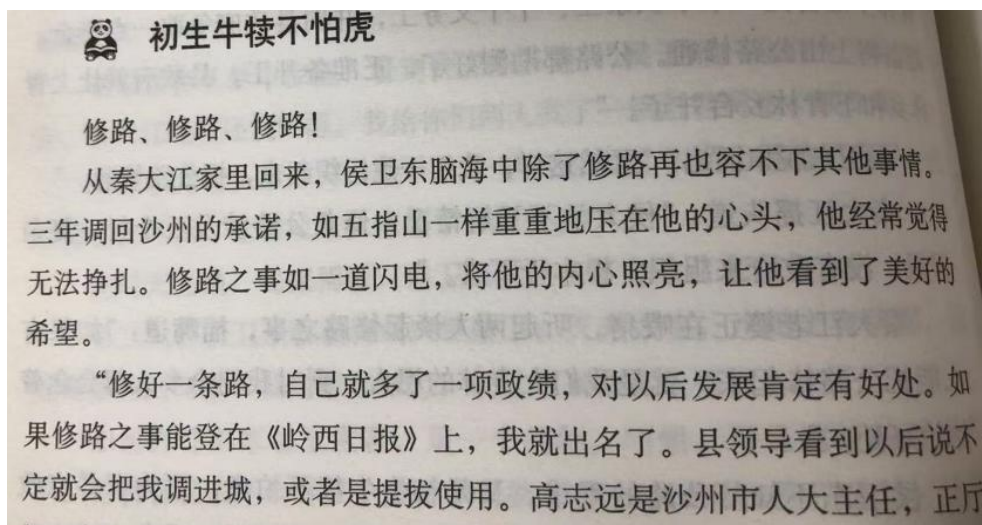 初生牛犊不怕虎
修路、修路、修路！
从秦大江家里回来，侯卫东脑海中除了修路再也容不下其他事情。
三年调回沙州的承诺，如五指山一样重重地压在他的心头，他经常觉得
无法挣扎。修路之事如一道闪电，将他的内心照亮，让他看到了美好的
希望。
“修好一条路，自己就多了一项政绩，对以后发展肯定有好处。如
果修路之事能登在《岭西日报》上，我就出名了。县领导看到以后说不
定就会把我调进城，或者是提拔使用。高志远是沙州市人大主任，正厅